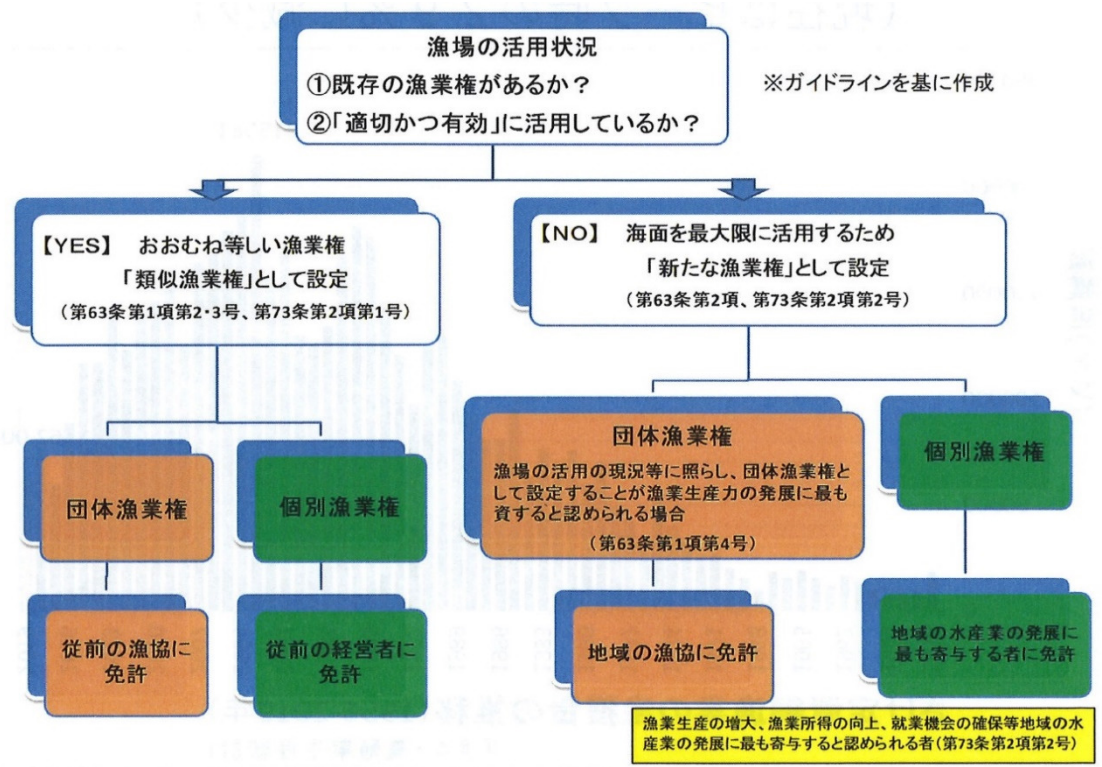 漁場の活用状況
①既存の漁業権があるか？
②「適切かつ有効」に活用しているか？
※ガイドラインを基に作成
【YES】 おおむね等しい漁業権
「類似漁業権」として設定
（第63条第1項第2・3号、第73条第2項第1号）
【NO】 海面を最大限に活用するため
「新たな漁業権」として設定
（第63条第2項、第73条第2項第2号）
団体漁業権
個別漁業権
団体漁業権
漁場の活用の現況等に照らし、団体漁業権と
して設定することが漁業生産力の発展に最も
資すると認められる場合
（第63条第1項第4号）
個別漁業権
従前の漁協に
免許
従前の経営者に
免許
地域の漁協に免許
地域の水産業の発展に
最も寄与する者に免許
漁業生産の増大、漁業所得の向上、就業機会の確保等地域の水
産業の発展に最も寄与すると認められる者（第73条第2項第2号）